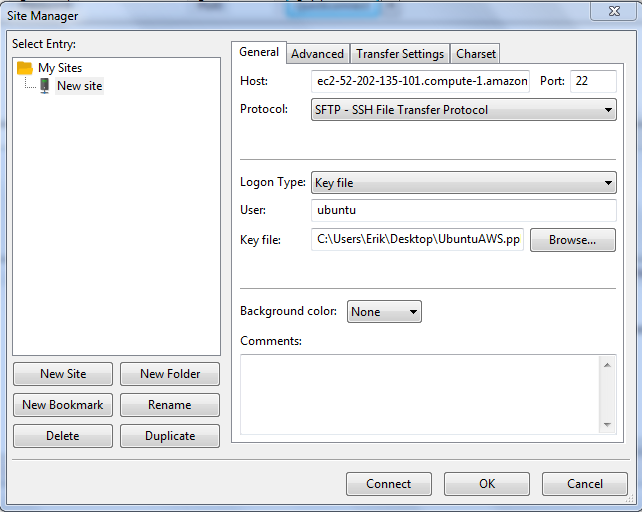 Site Manager
Select Entry:
My Sites
New site
New Site
New Folder
New Bookmark
Rename
Delete
Duplicate
General
Advanced
Transfer Settings
Charset
Host:
ec2-52-202-135-101.compute-1.amazon
Port:
22
Protocol:
SFTP - SSH File Transfer Protocol
Logon Type:
Key file
User:
ubuntu
Key file:
C:\Users\Erik\Desktop\UbuntuAWS.pp
Browse...
Background color:
None
Comments:
Connect
OK
Cancel